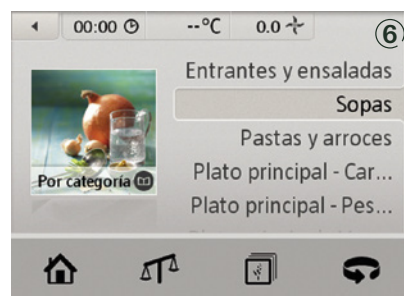 00:00 --°C 0.0 6
Entrantes y ensaladas
Sopas
Pastas y arroces
Plato principal - Car...
Por categoría
Plato principal - Pes...